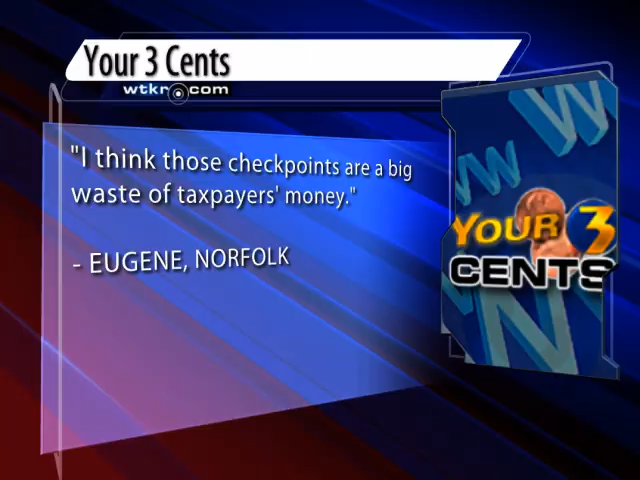 Your 3 Cents
wtkr.com
"I think those checkpoints are a big
waste of taxpayers' money."
- EUGENE, NORFOLK
WW
W
YOUR 3
CENTS
W